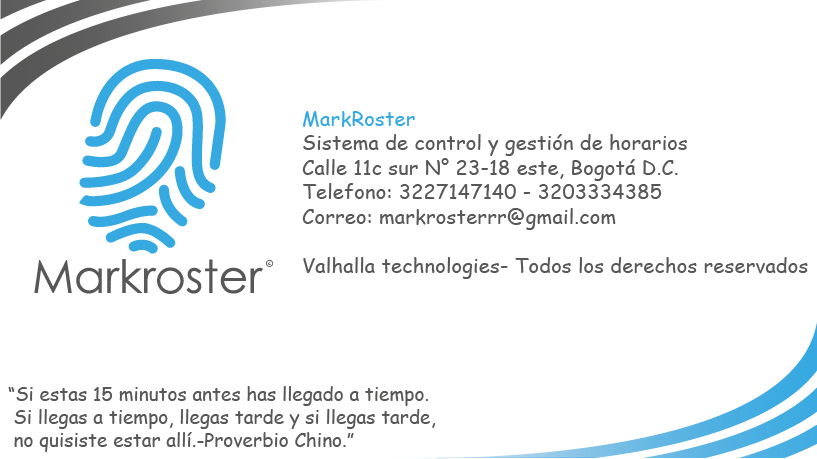 MarkRoster
Sistema de control y gestión de horarios
Calle 11c sur N° 23-18 este, Bogotá D.C.
Telefono: 3227147140 - 3203334385
Correo: markrosterrr@gmail.com
Markroster©
Valhalla technologies- Todos los derechos reservados
“Si estas 15 minutos antes has llegado a tiempo.
Si llegas a tiempo, llegas tarde y si llegas tarde,
no quisiste estar allí.-Proverbio Chino.”